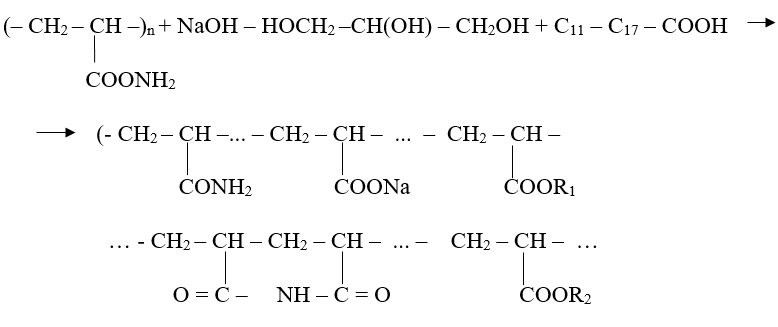 (– CH₂ – CH –)ₙ + NaOH – HOCH₂ –CH(OH) – CH₂OH + C₁₁ – C₁₇ – COOH →
COONH₂
→ (- CH₂ – CH –... – CH₂ – CH – ... – CH₂ – CH –
CONH₂ COONa COOR₁
... - CH₂ – CH – CH₂ – CH – ... – CH₂ – CH – ...
O = C – NH – C = O COOR₂